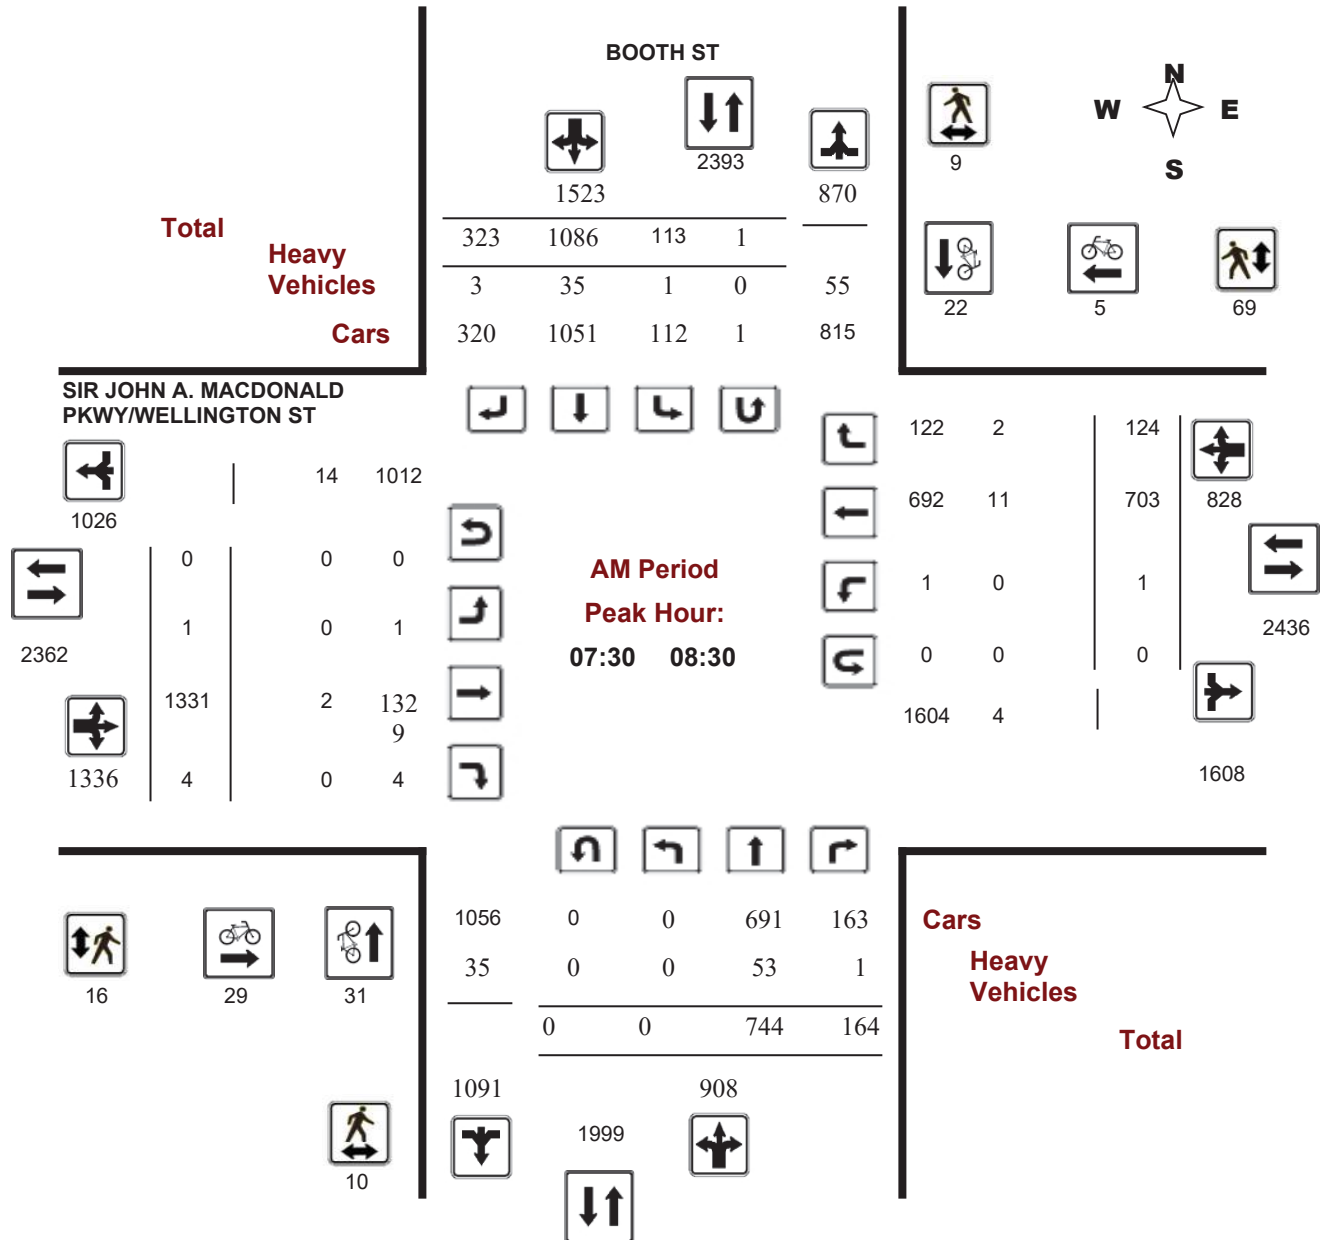 BOOTH ST
N
W E
S
2393
9
1523 870
Total
323 1086 113 1
Heavy
Vehicles
3 35 1 0 55
22 5 69
Cars
320 1051 112 1 815
SIR JOHN A. MACDONALD
PKWY/WELLINGTON ST
122 2 124
14 1012
692 11 703 828
1026
0 0 0
AM Period
1 0 1
Peak Hour:
1 0 1
2436
2362
07:30 08:30
0 0 0
1331 2 132
9
1604 4
1336 4 0 4
1608
1056 0 0 691 163
Cars
35 0 0 53 1
Heavy
Vehicles
16 29 31
0 0 744 164
Total
1091 908
1999
10